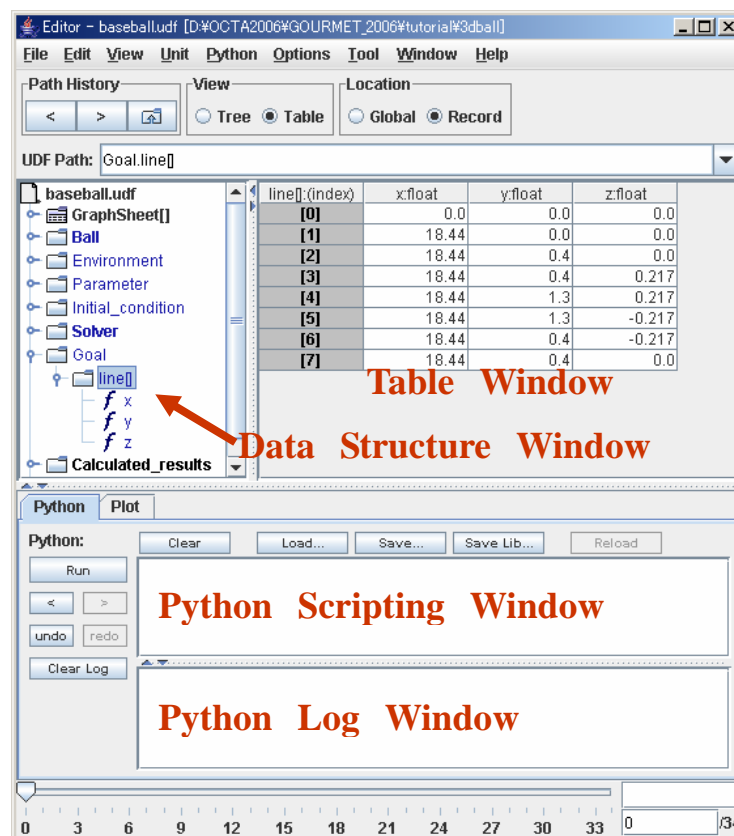 Editor - baseball.udf [D:¥OCTA2006¥GOURMET_2006¥tutorial¥3dball]
File Edit View Unit Python Options Tool Window Help
Path History View Location
< > Tree Table Global Record
UDF Path: Goal.line[]
baseball.udf
GraphSheet[]
Ball
Environment
Parameter
Initial_condition
Solver
Goal
line[]
f x
f y
f z
Calculated_results
line[]:(index) x:float y:float z:float
[0] 0.0 0.0 0.0
[1] 18.44 0.0 0.0
[2] 18.44 0.4 0.0
[3] 18.44 0.4 0.217
[4] 18.44 1.3 0.217
[5] 18.44 1.3 -0.217
[6] 18.44 0.4 -0.217
[7] 18.44 0.4 0.0
Table Window
Data Structure Window
Python Plot
Python: Clear Load... Save... Save Lib... Reload
Run
< >
undo redo
Clear Log
Python Scripting Window
Python Log Window
0 3 6 9 12 15 18 21 24 27 30 33
0 /34